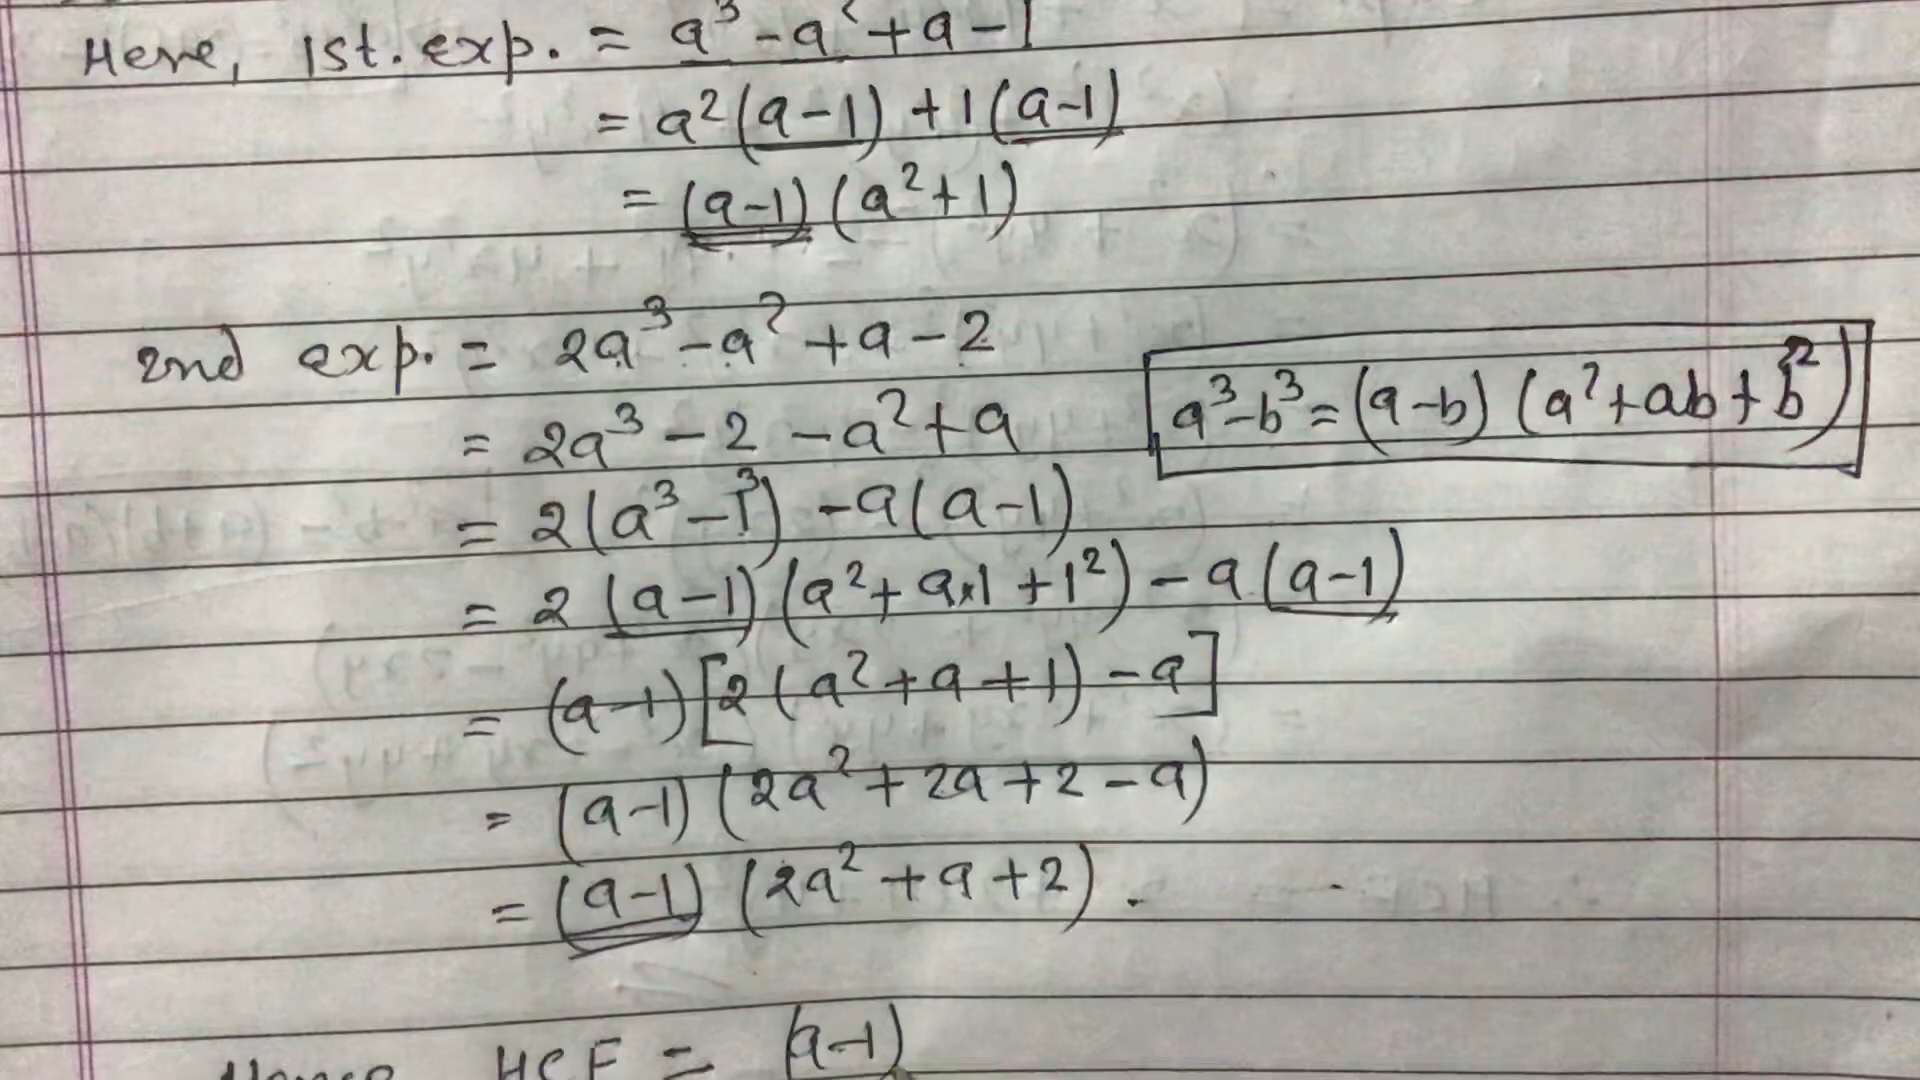 Here, 1st. exp. = a³ - a² + a - 1
= a²(a-1) + 1(a-1)
= (a-1)(a²+1)
2nd exp. = 2a³ - a² + a - 2
= 2a³ - 2 - a² + a
a³-b³ = (a-b) (a²+ab+b²)
= 2(a³-1³) - a(a-1)
= 2(a-1)(a²+a×1+1²) - a(a-1)
= (a-1)[2(a²+a+1) - a]
= (a-1)(2a²+2a+2-a)
= (a-1)(2a²+a+2).
Hence HCF = (a-1)